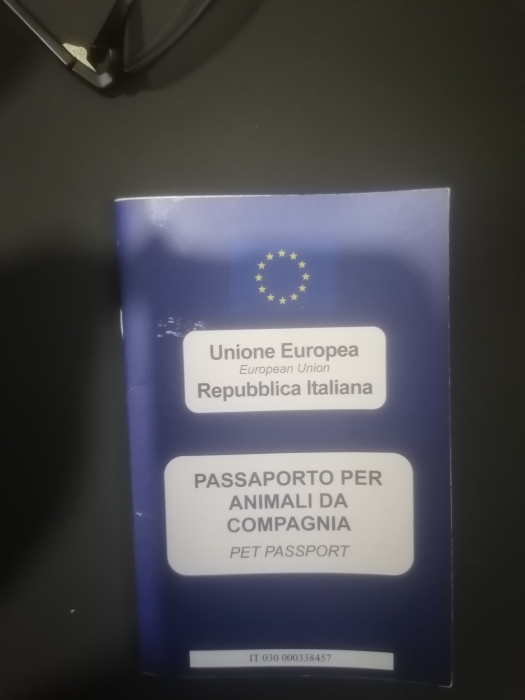 Unione Europea
European Union
Repubblica Italiana
PASSAPORTO PER
ANIMALI DA
COMPAGNIA
PET PASSPORT
IT 030 000338457